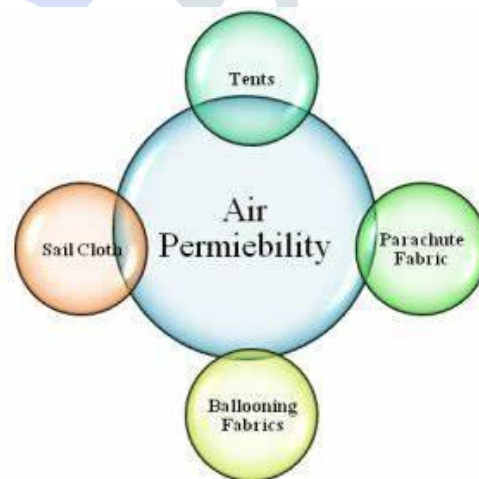 Tents
Air
Permiebility
Sail Cloth
Parachute
Fabric
Ballooning
Fabrics